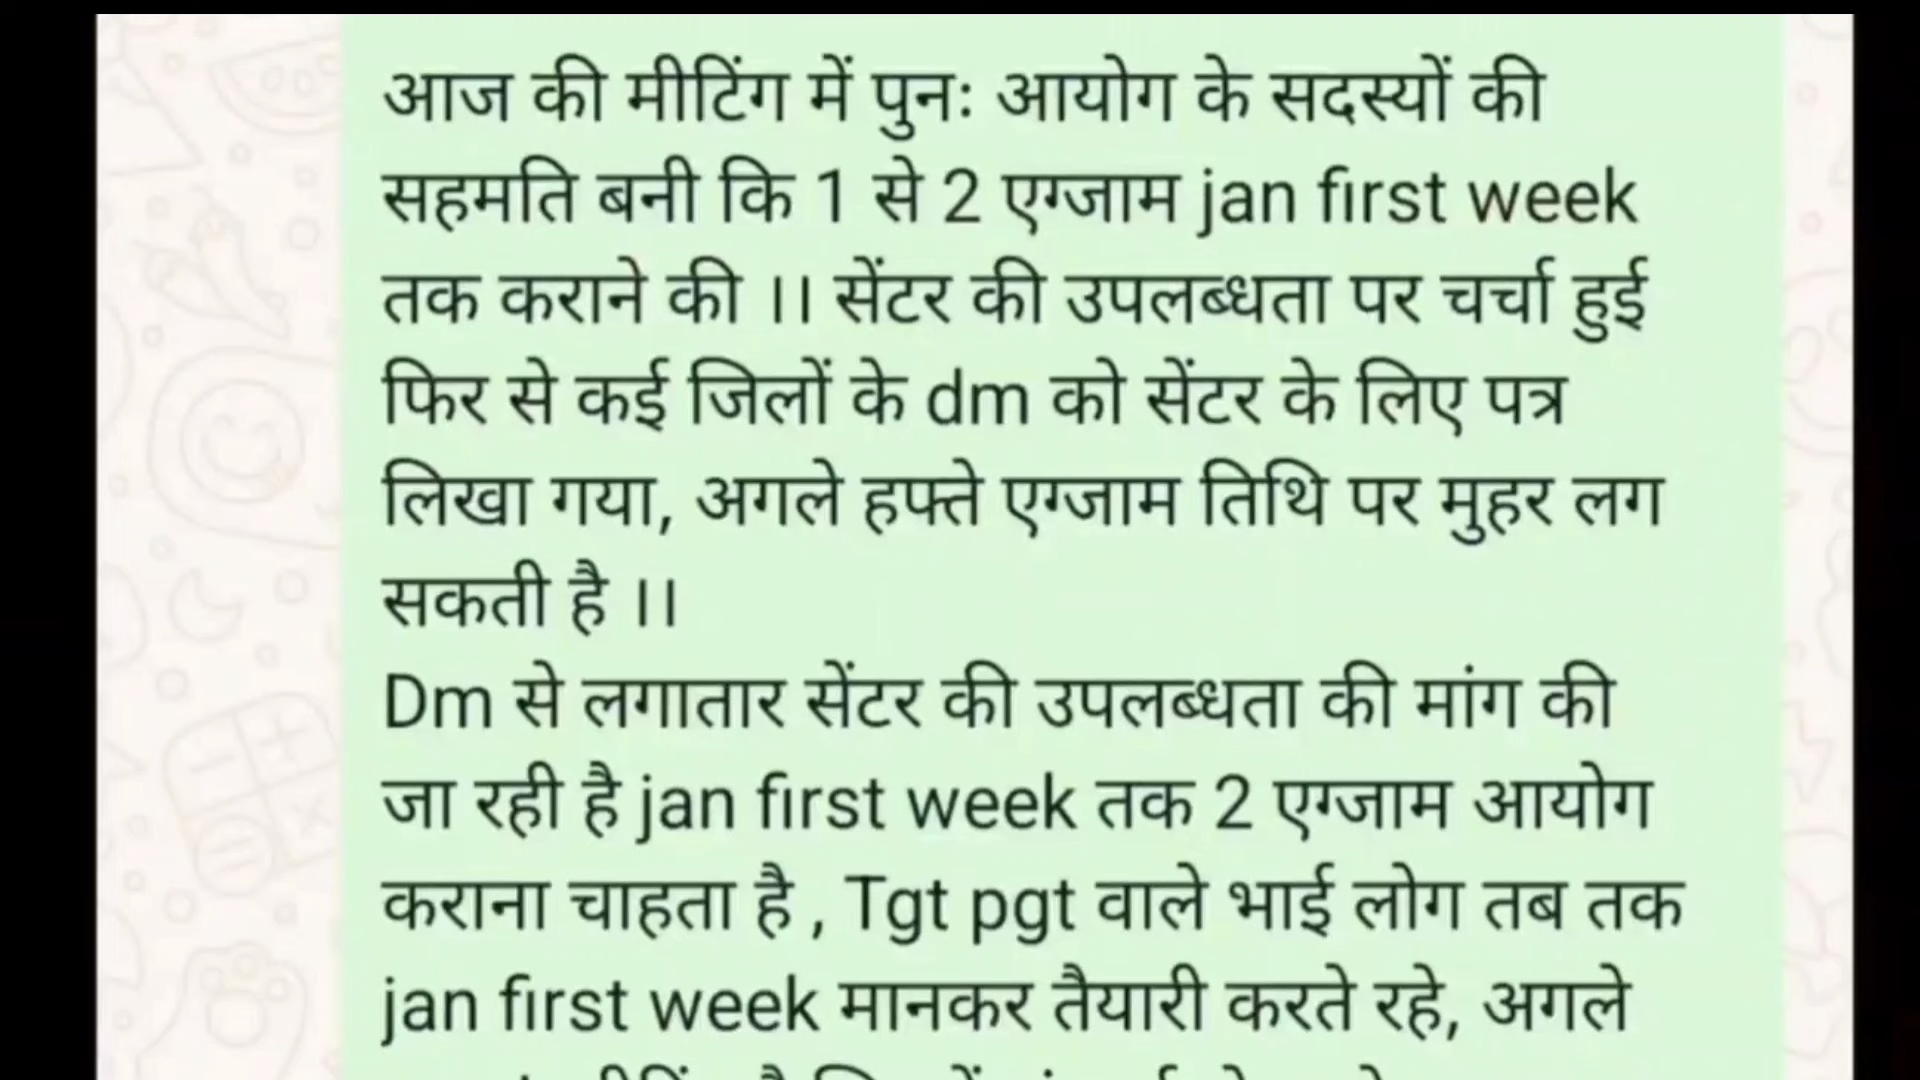 आज की मीटिंग में पुनः आयोग के सदस्यों की
सहमति बनी कि 1 से 2 एग्जाम jan first week
तक कराने की ।। सेंटर की उपलब्धता पर चर्चा हुई
फिर से कई जिलों के dm को सेंटर के लिए पत्र
लिखा गया, अगले हफ्ते एग्जाम तिथि पर मुहर लग
सकती है ।।
Dm से लगातार सेंटर की उपलब्धता की मांग की
जा रही है jan first week तक 2 एग्जाम आयोग
कराना चाहता है , Tgt pgt वाले भाई लोग तब तक
jan first week मानकर तैयारी करते रहे, अगले